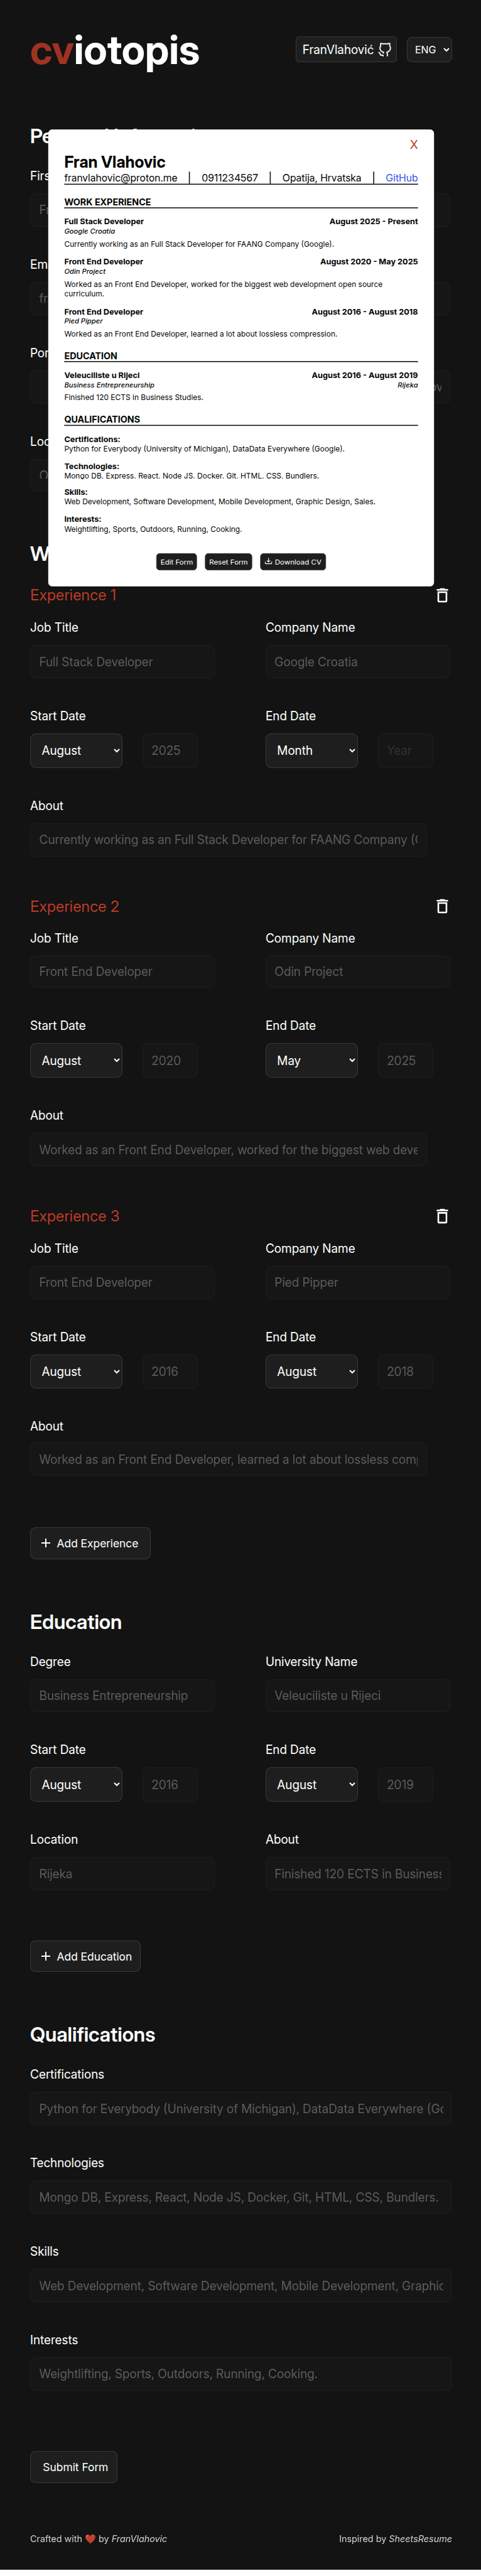 cviotopis
FranVlahović
ENG
X
Fran Vlahovic
franvlahovic@proton.me | 0911234567 | Opatija, Hrvatska | GitHub
WORK EXPERIENCE
Full Stack Developer August 2025 - Present
Google Croatia
Currently working as an Full Stack Developer for FAANG Company (Google).
Front End Developer August 2020 - May 2025
Odin Project
Worked as an Front End Developer, worked for the biggest web development open source
curriculum.
Front End Developer August 2016 - August 2018
Pied Pipper
Worked as an Front End Developer, learned a lot about lossless compression.
EDUCATION
Veleuciliste u Rijeci August 2016 - August 2019
Business Entrepreneurship Rijeka
Finished 120 ECTS in Business Studies.
QUALIFICATIONS
Certifications:
Python for Everybody (University of Michigan), DataData Everywhere (Google).
Technologies:
Mongo DB. Express. React. Node JS. Docker. Git. HTML. CSS. Bundlers.
Skills:
Web Development, Software Development, Mobile Development, Graphic Design, Sales.
Interests:
Weightlifting, Sports, Outdoors, Running, Cooking.
Edit Form Reset Form Download CV
Experience 1
Job Title Company Name
Full Stack Developer Google Croatia
Start Date End Date
August 2025 Month Year
About
Currently working as an Full Stack Developer for FAANG Company (
Experience 2
Job Title Company Name
Front End Developer Odin Project
Start Date End Date
August 2020 May 2025
About
Worked as an Front End Developer, worked for the biggest web deve
Experience 3
Job Title Company Name
Front End Developer Pied Pipper
Start Date End Date
August 2016 August 2018
About
Worked as an Front End Developer, learned a lot about lossless com
+ Add Experience
Education
Degree University Name
Business Entrepreneurship Veleuciliste u Rijeci
Start Date End Date
August 2016 August 2019
Location About
Rijeka Finished 120 ECTS in Business
+ Add Education
Qualifications
Certifications
Python for Everybody (University of Michigan), DataData Everywhere (Go
Technologies
Mongo DB, Express, React, Node JS, Docker, Git, HTML, CSS, Bundlers.
Skills
Web Development, Software Development, Mobile Development, Graphic
Interests
Weightlifting, Sports, Outdoors, Running, Cooking.
Submit Form
Crafted with ❤️ by FranVlahovic Inspired by SheetsResume